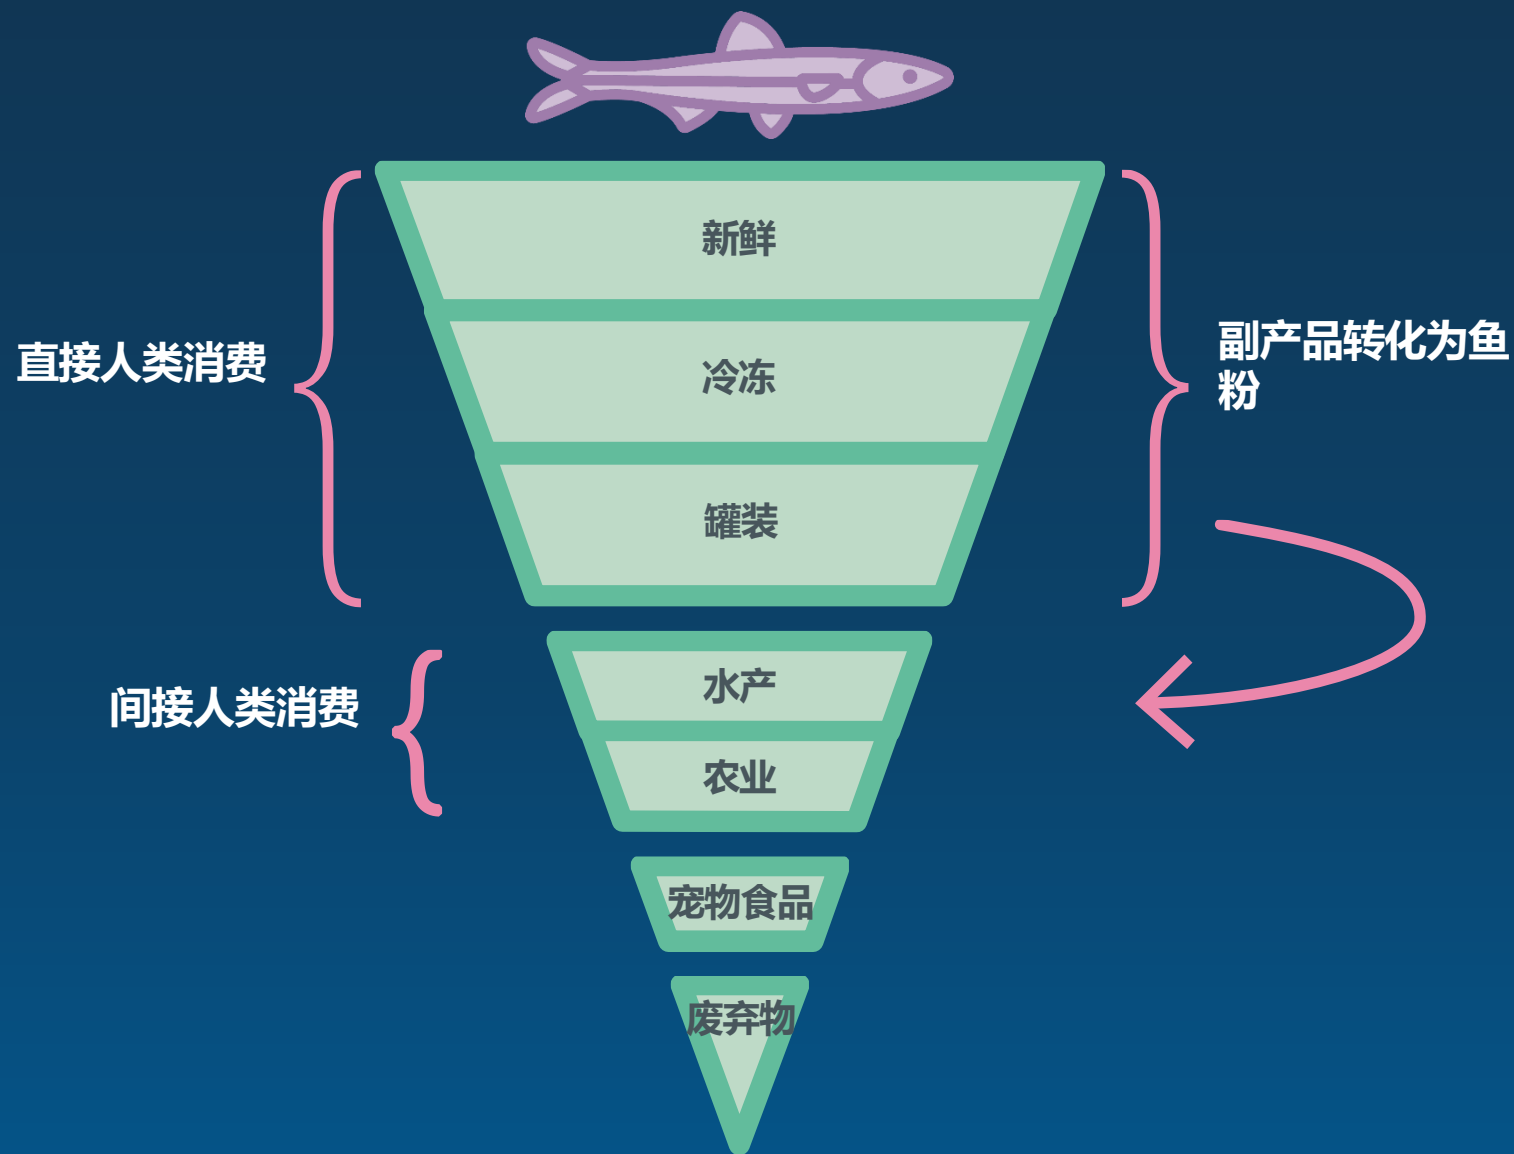 新鲜
冷冻
直接人类消费
副产品转化为鱼
粉
罐装
水产
间接人类消费
农业
宠物食品
废弃物